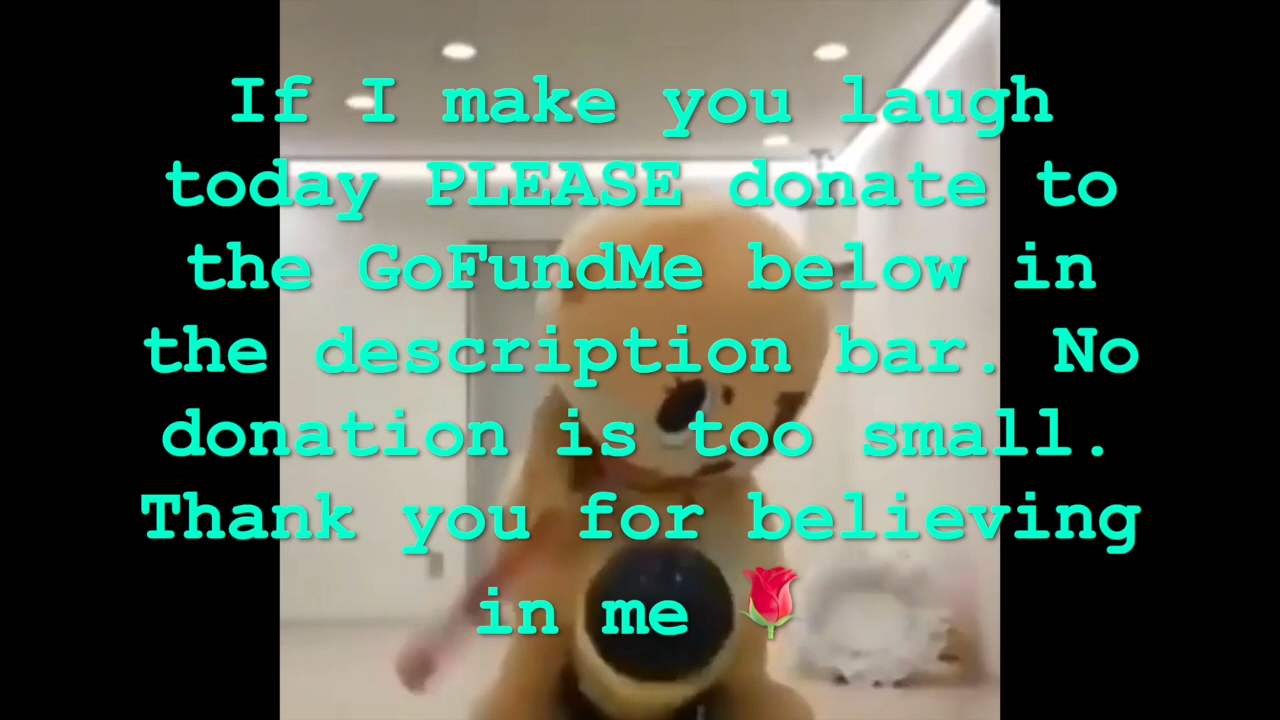 If I make you laugh
today PLEASE donate to
the GoFundMe below in
the description bar. No
donation is too small.
Thank you for believing
in me 🌹